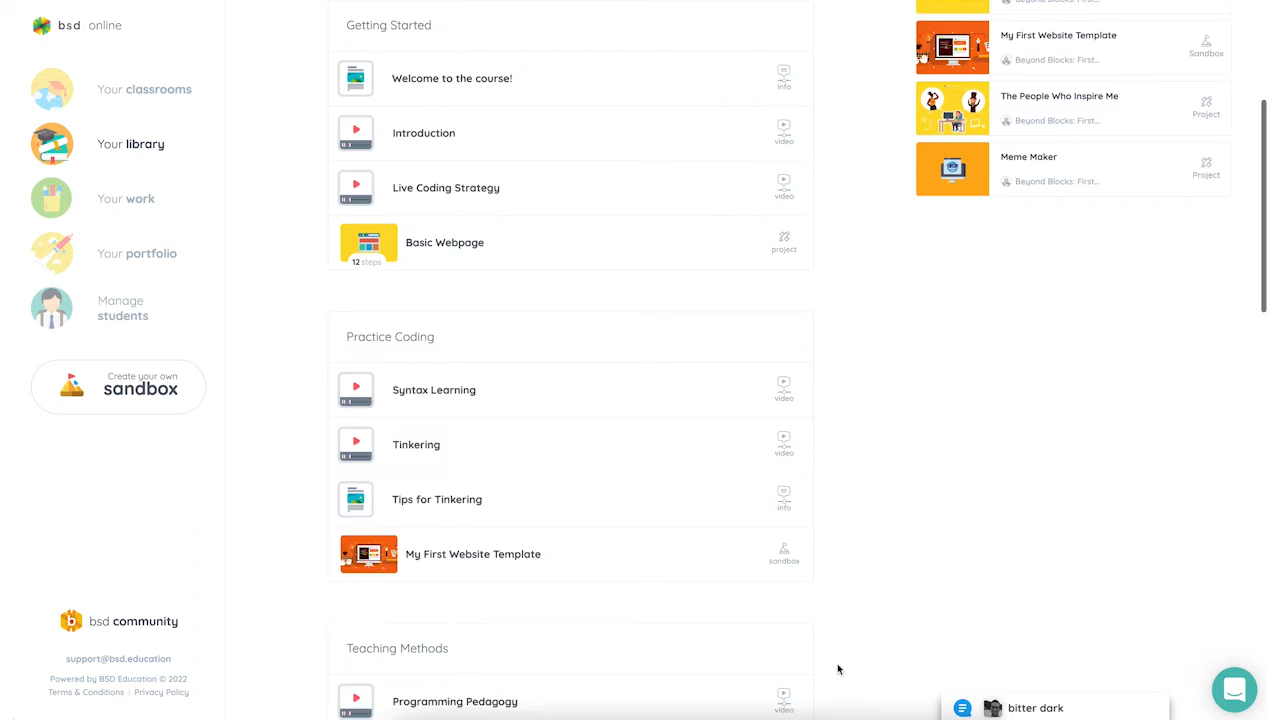 bsd online
Your classrooms
Your library
Your work
Your portfolio
Manage
students
Create your own
sandbox
bsd community
support@bsd.education
Powered by BSD Education © 2022
Terms & Conditions | Privacy Policy
Getting Started
Welcome to the course!
info
Introduction
video
Live Coding Strategy
video
Basic Webpage
12 steps
project
Practice Coding
Syntax Learning
video
Tinkering
video
Tips for Tinkering
info
My First Website Template
sandbox
Teaching Methods
Programming Pedagogy
video
Beyond Blocks: First...
My First Website Template
Beyond Blocks: First...
Sandbox
The People Who Inspire Me
Beyond Blocks: First...
Project
Meme Maker
Beyond Blocks: First...
Project
bitter dark